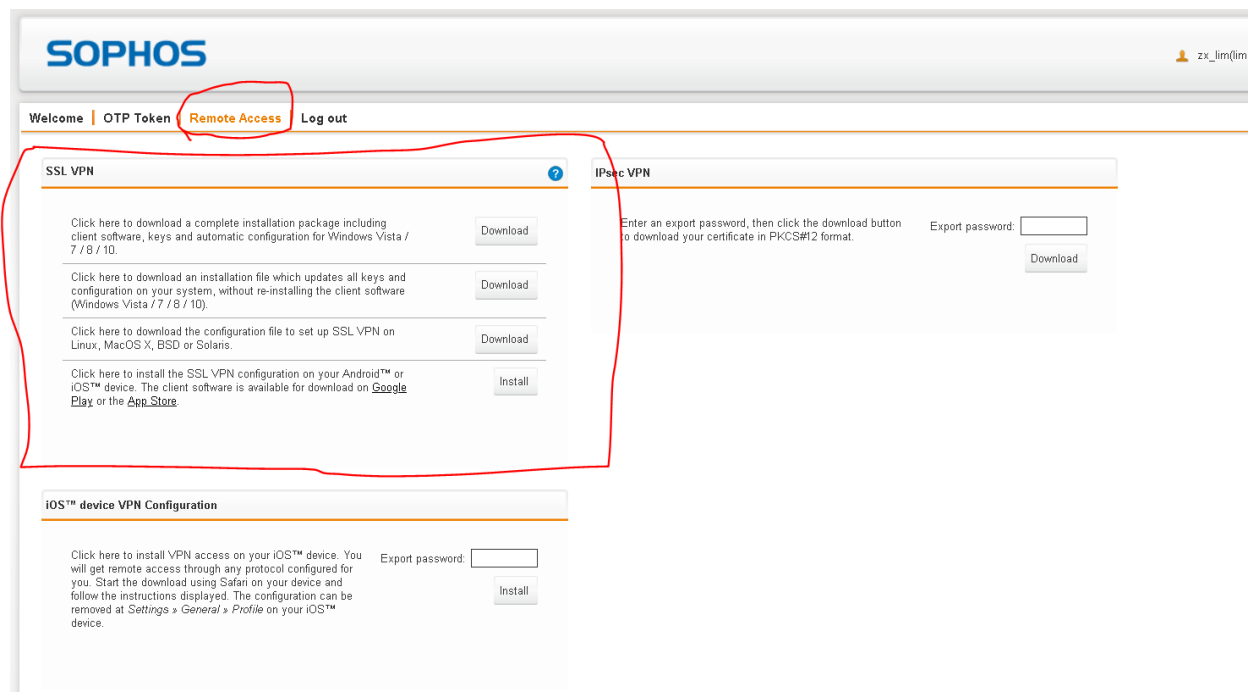 SOPHOS
zx_lim(lim
Welcome | OTP Token | Remote Access | Log out
SSL VPN
?
Click here to download a complete installation package including
client software, keys and automatic configuration for Windows Vista /
7 / 8 / 10.
Download
Click here to download an installation file which updates all keys and
configuration on your system, without re-installing the client software
(Windows Vista / 7 / 8 / 10).
Download
Click here to download the configuration file to set up SSL VPN on
Linux, MacOS X, BSD or Solaris.
Download
Click here to install the SSL VPN configuration on your Android™ or
iOS™ device. The client software is available for download on Google
Play or the App Store.
Install
IPsec VPN
Enter an export password, then click the download button
to download your certificate in PKCS#12 format.
Export password:
Download
iOS™ device VPN Configuration
Click here to install VPN access on your iOS™ device. You
will get remote access through any protocol configured for
you. Start the download using Safari on your device and
follow the instructions displayed. The configuration can be
removed at Settings » General » Profile on your iOS™
device.
Export password:
Install